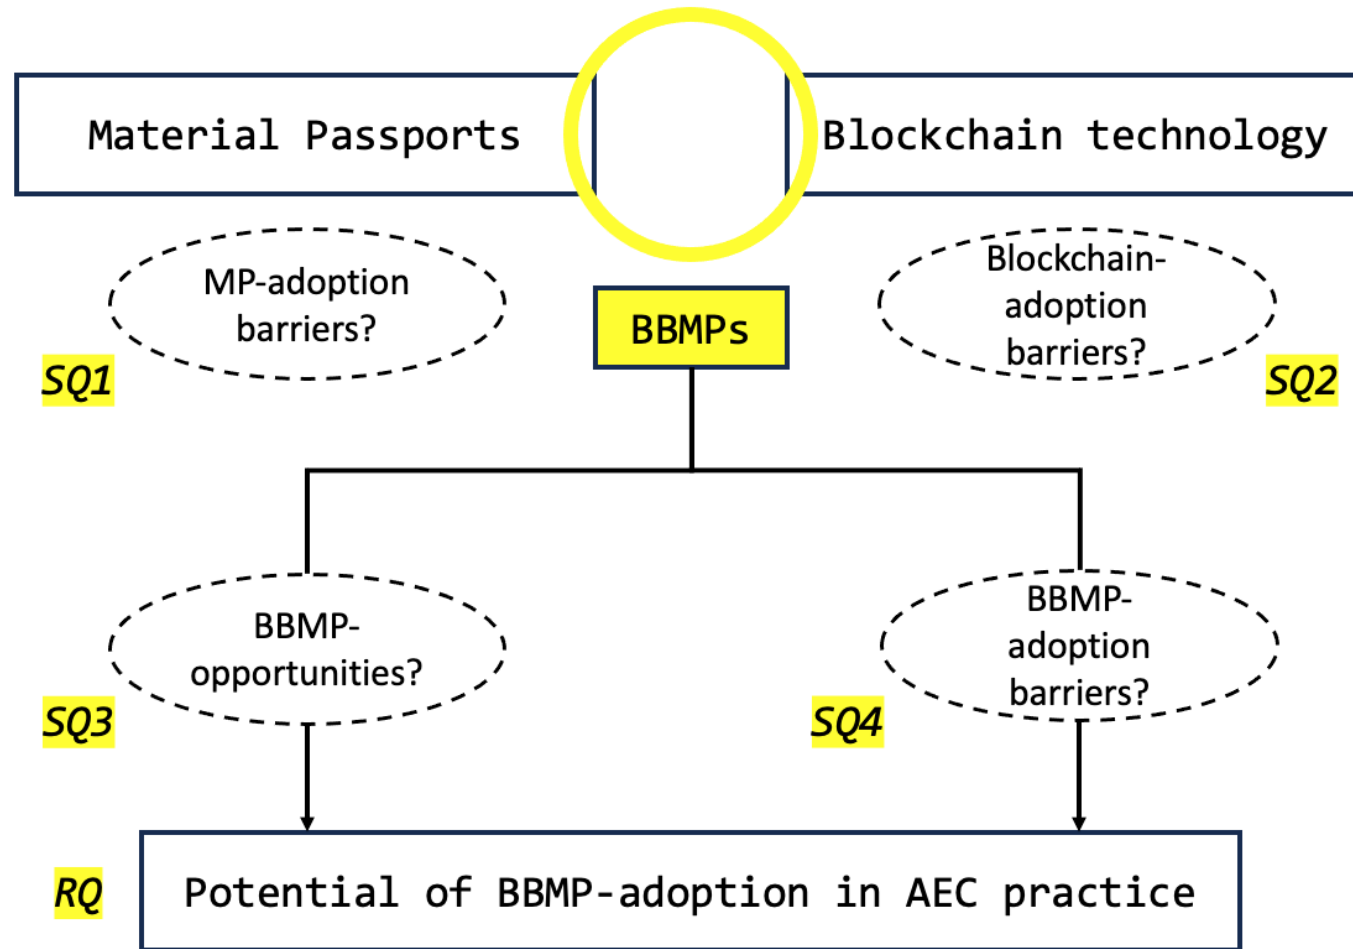 Material Passports
Blockchain technology
MP-adoption
barriers?
SQ1
BBMPs
Blockchain-
adoption
barriers?
SQ2
BBMP-
opportunities?
SQ3
BBMP-
adoption
barriers?
SQ4
RQ
Potential of BBMP-adoption in AEC practice